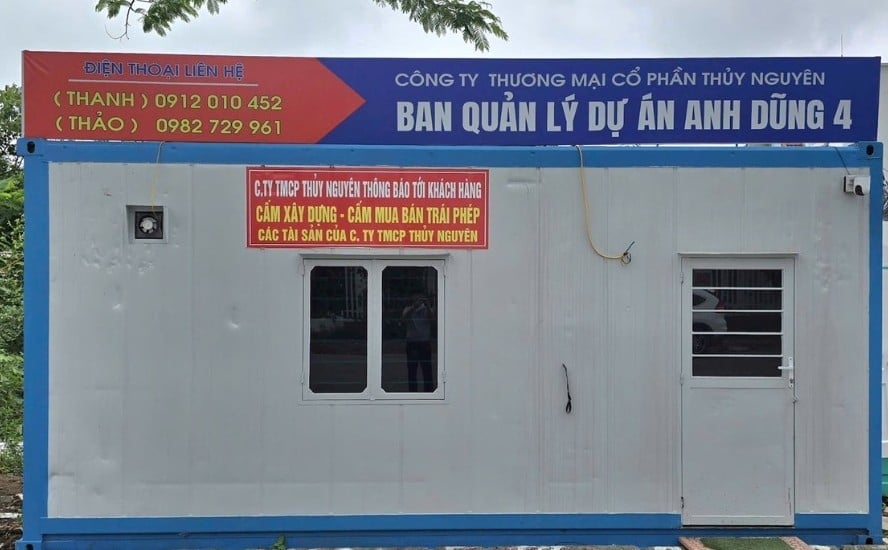 ĐIỆN THOẠI LIÊN HỆ
( THANH ) 0912 010 452
( THẢO ) 0982 729 961
CÔNG TY THƯƠNG MẠI CỔ PHẦN THỦY NGUYÊN
BAN QUẢN LÝ DỰ ÁN ANH DŨNG 4
C.TY TMCP THỦY NGUYÊN THÔNG BÁO TỚI KHÁCH HÀNG
CẤM XÂY DỰNG - CẤM MUA BÁN TRÁI PHÉP
CÁC TÀI SẢN CỦA C. TY TMCP THỦY NGUYÊN